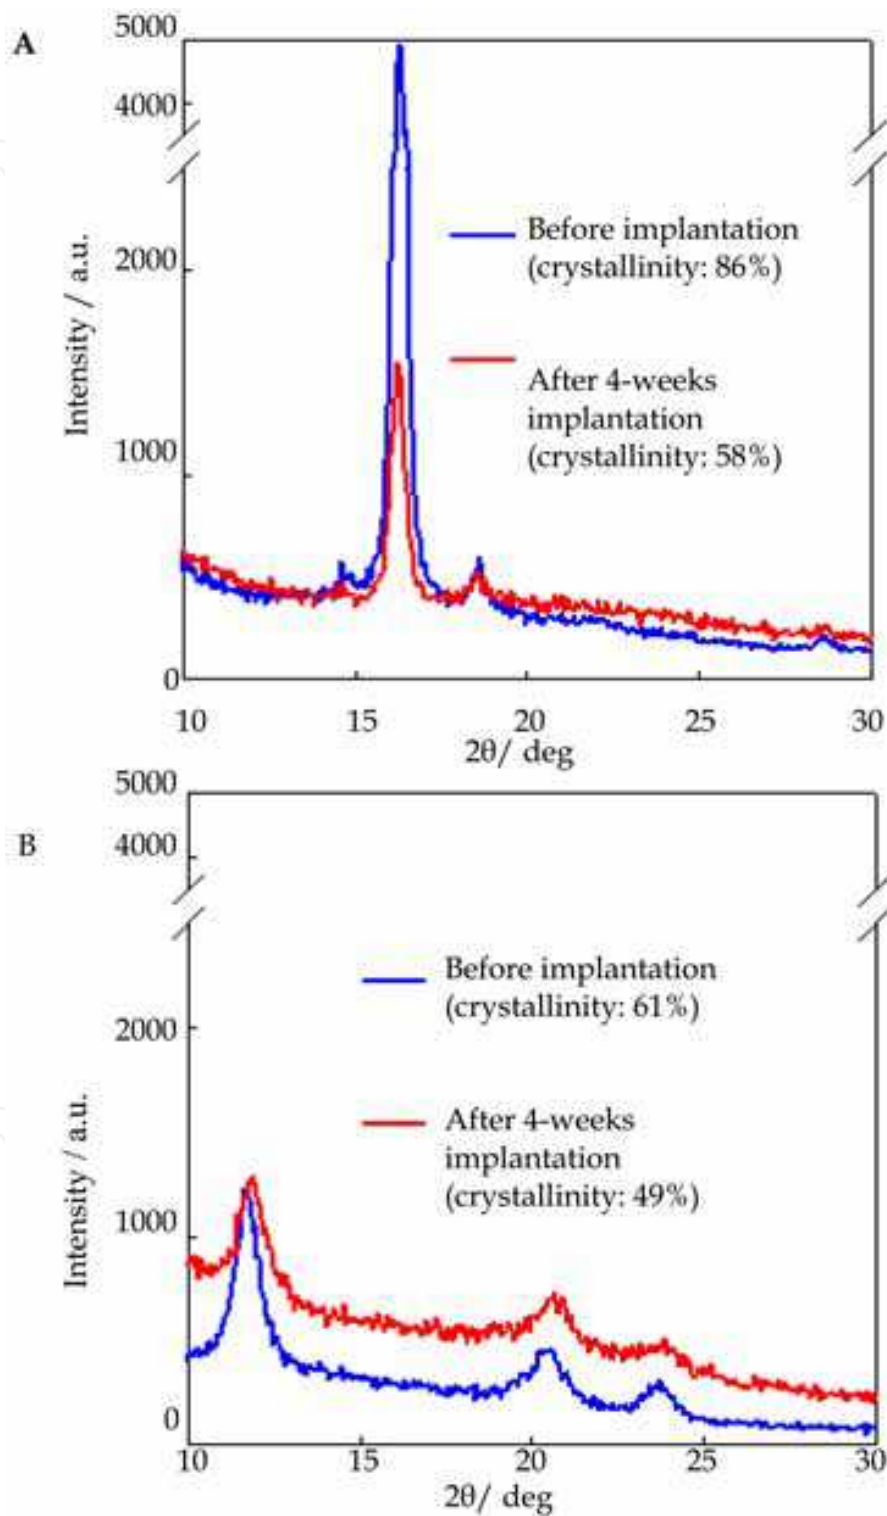 A
5000
4000
2000
1000
0
Intensity / a.u.
Before implantation
(crystallinity: 86%)
After 4-weeks
implantation
(crystallinity: 58%)
10 15 20 25 30
2θ/ deg
B
5000
4000
2000
1000
0
Intensity / a.u.
Before implantation
(crystallinity: 61%)
After 4-weeks
implantation
(crystallinity: 49%)
10 15 20 25 30
2θ/ deg